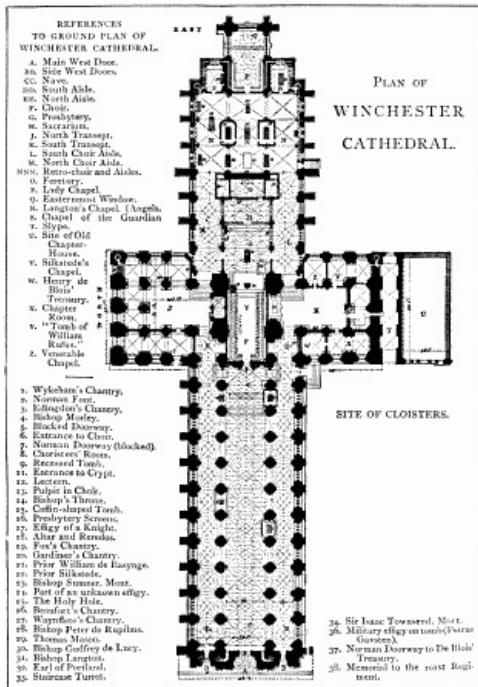 REFERENCES
TO GROUND PLAN OF
WINCHESTER CATHEDRAL.
A. Main West Door.
BB. Side West Doors.
CC. Nave.
DD. South Aisle.
EE. North Aisle.
F. Choir.
G. Presbytery.
H. Sacrarium.
J. North Transept.
K. South Transept.
L. South Choir Aisle.
M. North Choir Aisle.
NNN. Retro-choir and Aisles.
O. Feretory.
P. Lady Chapel.
Q. Easternmost Window.
R. Langton's Chapel. [Angels.
S. Chapel of the Guardian
T. Slype.
U. Site of Old
Chapter-
House.
V. Silkstede's
Chapel.
W. Henry de
Blois'
Treasury.
X. Chapter
Room.
Y. "Tomb of
William
Rufus."
Z. Venerable
Chapel.
1. Wykeham's Chantry.
2. Norman Font.
3. Edingdon's Chantry.
4. Bishop Morley.
5. Blocked Doorway.
6. Entrance to Choir.
7. Norman Doorway (blocked).
8. Choristers' Room.
9. Recessed Tomb.
11. Entrance to Crypt.
12. Lectern.
13. Pulpit in Choir.
14. Bishop's Throne.
15. Coffin-shaped Tomb.
16. Presbytery Screens.
17. Effigy of a Knight.
18. Altar and Reredos.
19. Fox's Chantry.
20. Gardiner's Chantry.
21. Prior William de Basynge.
22. Prior Silkstede.
23. Bishop Sumner. Mont.
24. Part of an unknown effigy.
25. The Holy Hole.
26. Beaufort's Chantry.
27. Waynflete's Chantry.
28. Bishop Peter de Rupibus.
29. Thomas Mason.
30. Bishop Godfrey de Lucy.
31. Bishop Langton.
32. Earl of Portland.
33. Staircase Turret.
EAST
PLAN OF
WINCHESTER
CATHEDRAL.
NORTH
SITE OF CLOISTERS.
34. Sir Isaac Townsend. Mont.
36. Military effigy on tomb
37. Norman Doorway to De Blois'
Treasury.
38. Memorial to the Regi-
ment.